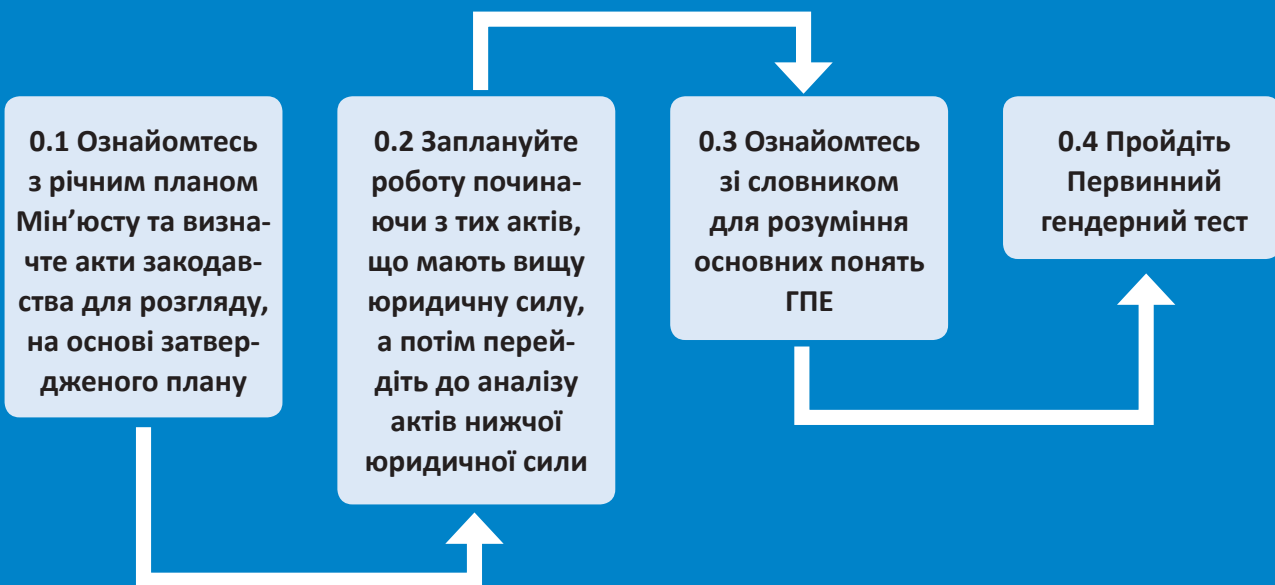 0.1 Ознайомтесь
з річним планом
Мін’юсту та визна-
чте акти закодав-
ства для розгляду,
на основі затвер-
дженого плану
0.2 Заплануйте
роботу почина-
ючи з тих актів,
що мають вищу
юридичну силу,
а потім перей-
діть до аналізу
актів нижчої
юридичної сили
0.3 Ознайомтесь
зі словником
для розуміння
основних понять
ГПЕ
0.4 Пройдіть
Первинний
гендерний тест